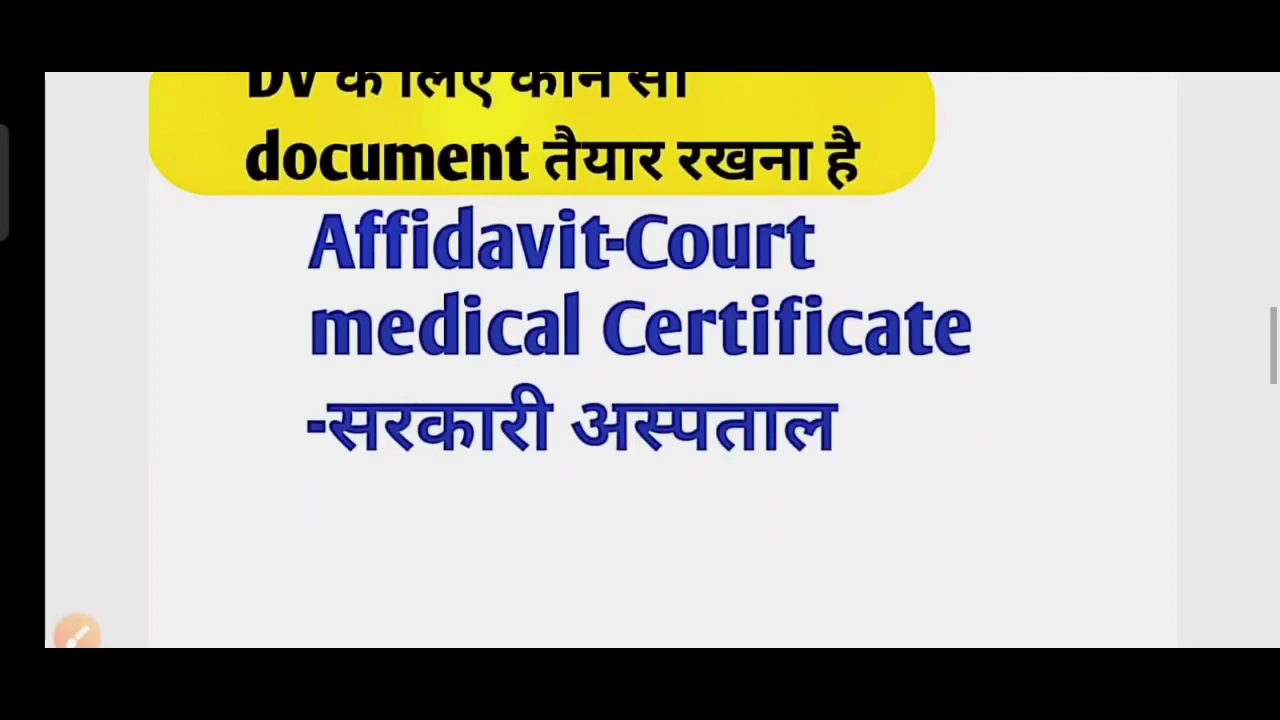 DV के लिए कौन सा
document तैयार रखना है
Affidavit-Court
medical Certificate
-सरकारी अस्पताल